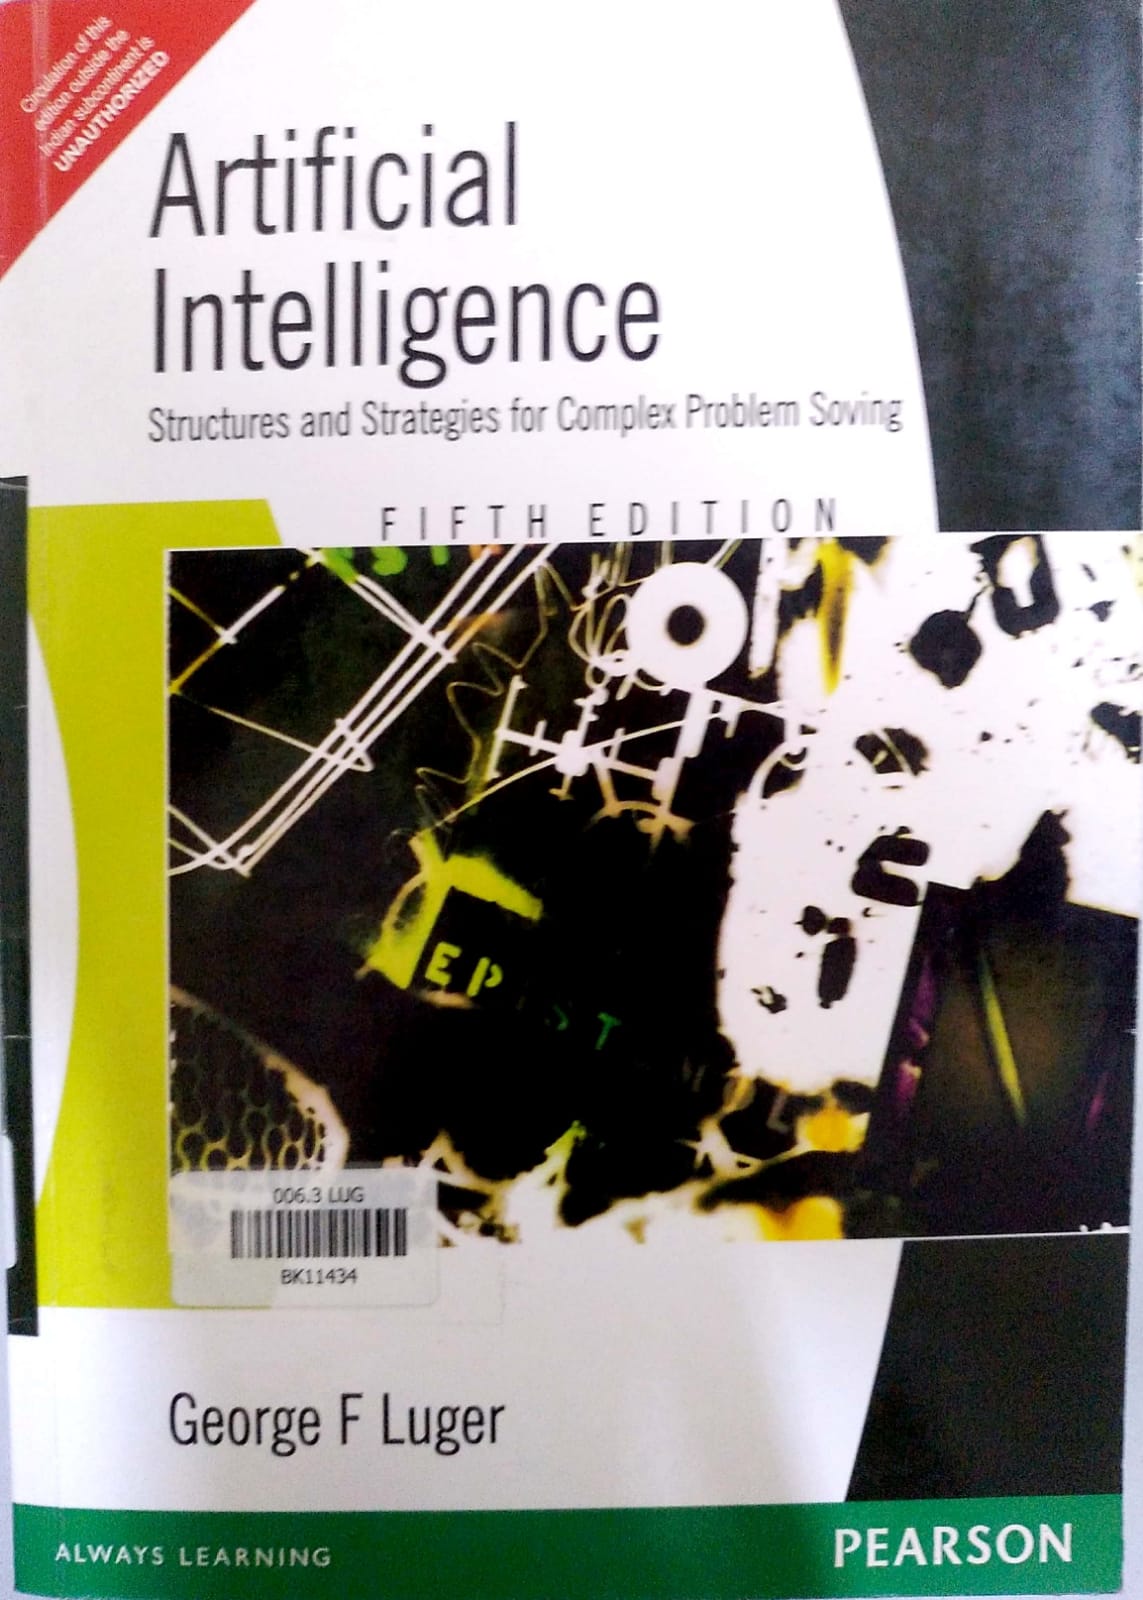 Circulation of this
edition outside the
Indian subcontinent is
UNAUTHORIZED
Artificial
Intelligence
Structures and Strategies for Complex Problem Soving
FIFTH EDITION
EPIST
006.3 LUG
BK11434
George F Luger
ALWAYS LEARNING
PEARSON